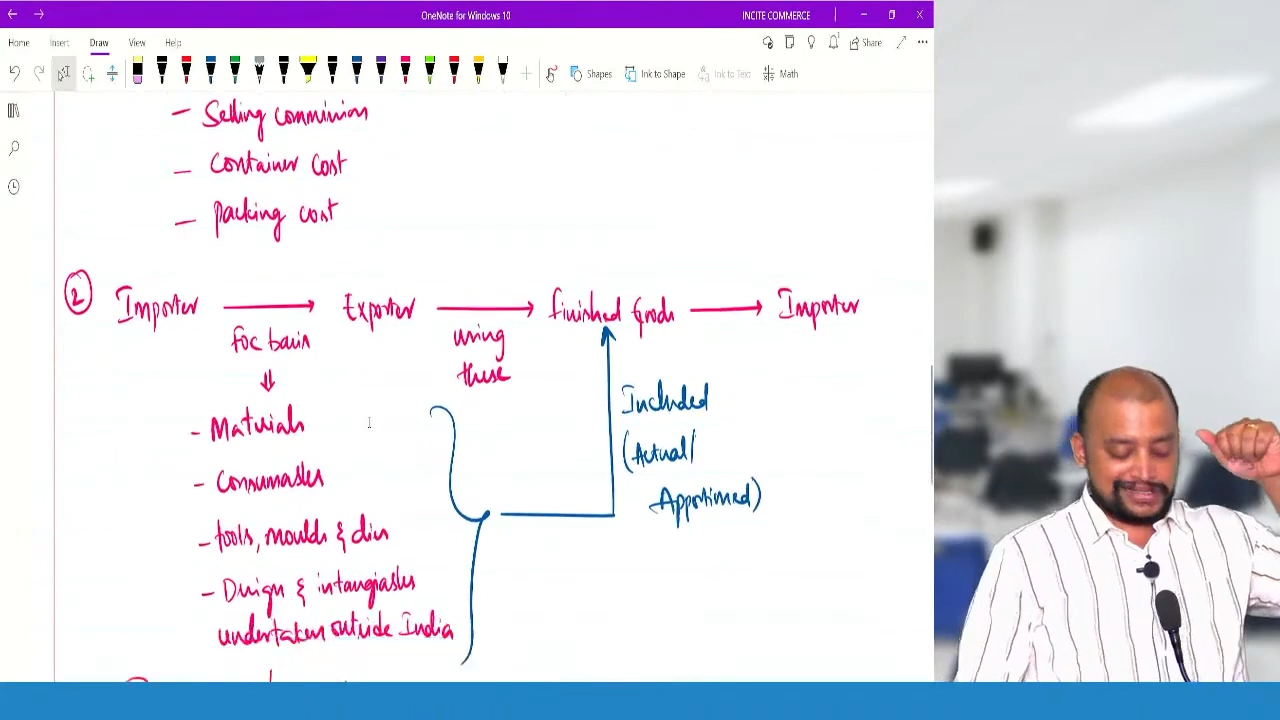 OneNote for Windows 10
INCITE COMMERCE
Home Insert Draw View Help
Share
Shapes Ink to Shape Ink to Text Math
- Selling commission
- Container cost
- packing cost
2 Importer → Exporter → finished Goods → Importer
FOC basis
using
these
⇓
Included
- Materials
(Actual/
- Consumables
Apportioned)
- tools, moulds & dies
- Design & intangibles
undertaken outside India